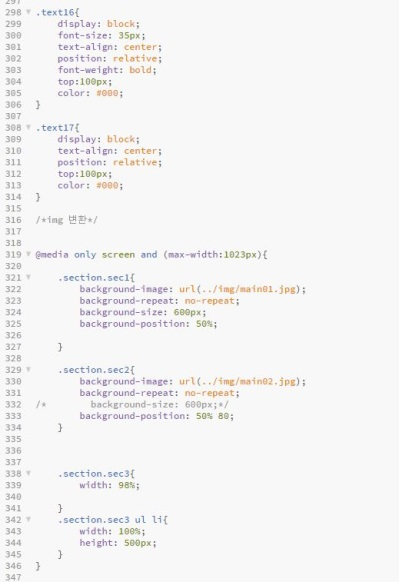 297
298 .text16{
299 display: block;
300 font-size: 35px;
301 text-align: center;
302 position: relative;
303 font-weight: bold;
304 top:100px;
305 color: #000;
306 }
307
308 .text17{
309 display: block;
310 text-align: center;
311 position: relative;
312 top:100px;
313 color: #000;
314 }
315
316 /*img 변환*/
317
318
319 @media only screen and (max-width:1023px){
320
321 .section.sec1{
322 background-image: url(../img/main01.jpg);
323 background-repeat: no-repeat;
324 background-size: 600px;
325 background-position: 50%;
326
327 }
328
329 .section.sec2{
330 background-image: url(../img/main02.jpg);
331 background-repeat: no-repeat;
332 /* background-size: 600px;*/
333 background-position: 50% 80;
334 }
335
336
337
338 .section.sec3{
339 width: 98%;
340
341 }
342 .section.sec3 ul li{
343 width: 100%;
344 height: 500px;
345 }
346 }
347